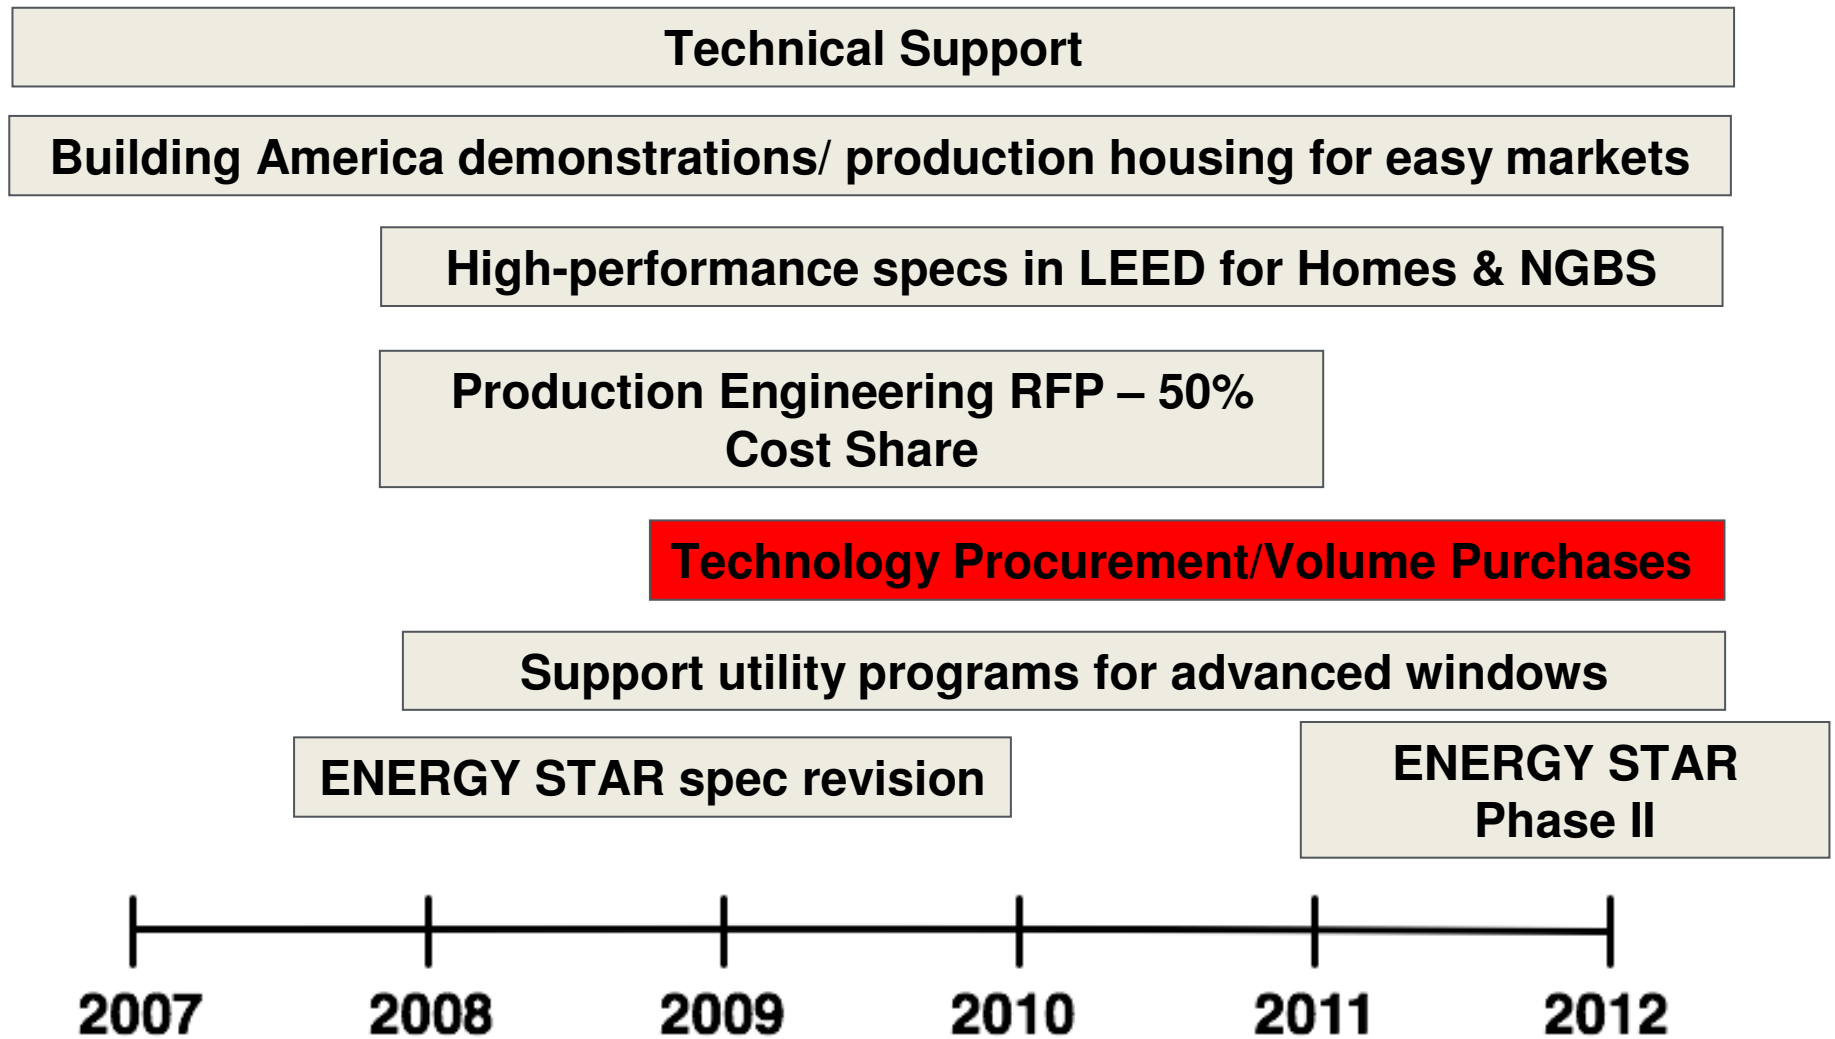 Technical Support
Building America demonstrations/ production housing for easy markets
High-performance specs in LEED for Homes & NGBS
Production Engineering RFP – 50%
Cost Share
Technology Procurement/Volume Purchases
Support utility programs for advanced windows
ENERGY STAR spec revision
ENERGY STAR
Phase II
2007 2008 2009 2010 2011 2012